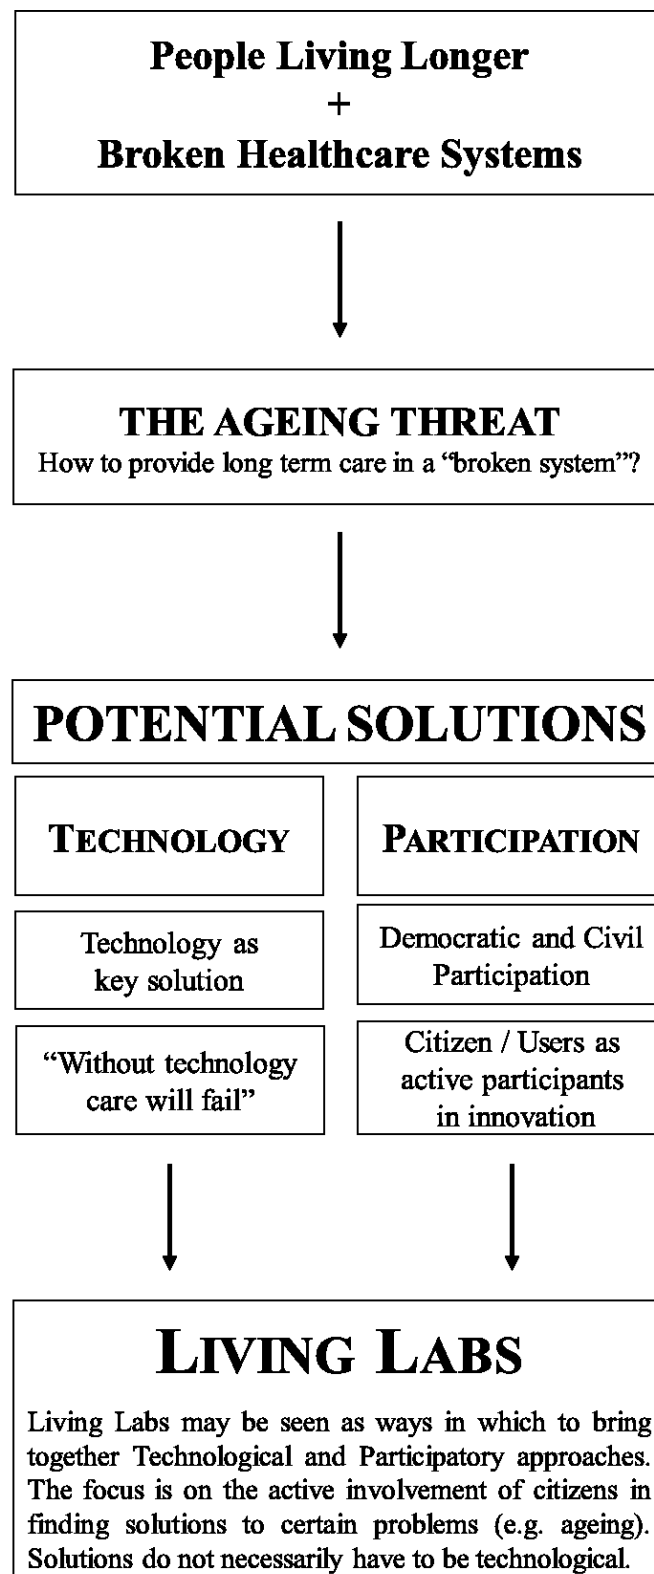 People Living Longer
+
Broken Healthcare Systems
THE AGEING THREAT
How to provide long term care in a “broken system”?
POTENTIAL SOLUTIONS
TECHNOLOGY
Technology as
key solution
“Without technology
care will fail”
PARTICIPATION
Democratic and Civil
Participation
Citizen / Users as
active participants
in innovation
LIVING LABS
Living Labs may be seen as ways in which to bring
together Technological and Participatory approaches.
The focus is on the active involvement of citizens in
finding solutions to certain problems (e.g. ageing).
Solutions do not necessarily have to be technological.